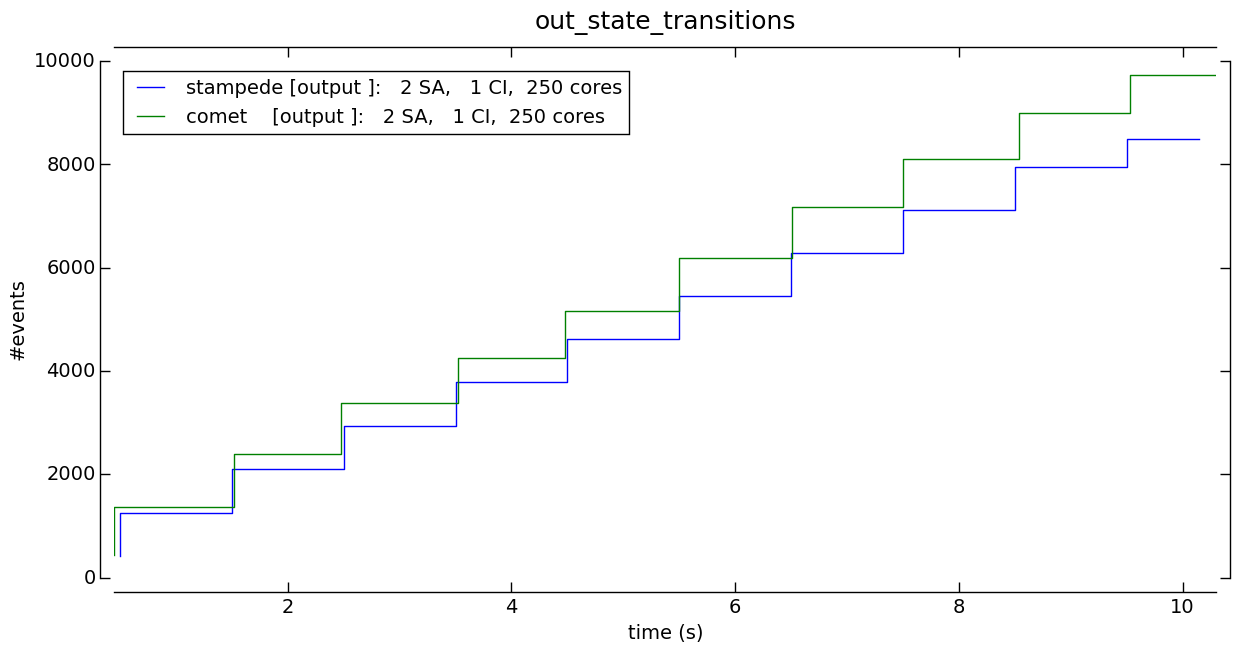 out_state_transitions
10000
stampede [output ]:   2 SA,   1 CI,  250 cores
comet    [output ]:   2 SA,   1 CI,  250 cores
8000
6000
#events
4000
2000
0
2 4 6 8 10
time (s)